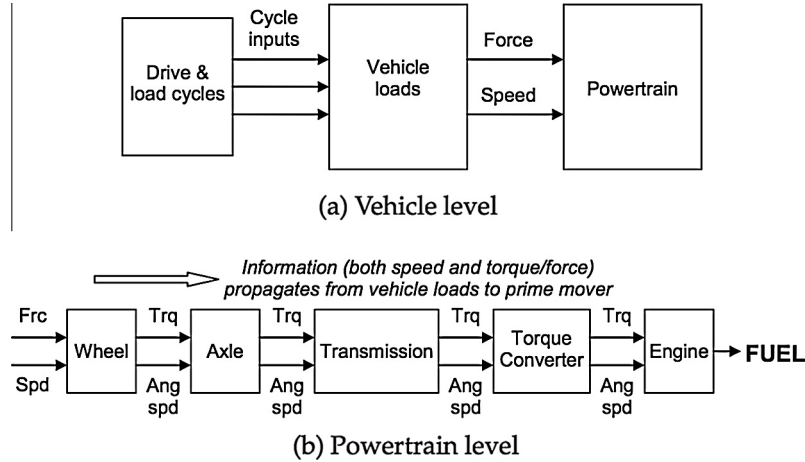 Cycle
inputs
Drive &
load cycles
Vehicle
loads
Force
Speed
Powertrain
(a) Vehicle level
Information (both speed and torque/force)
propagates from vehicle loads to prime mover
Frc
Spd
Wheel
Trq
Ang
spd
Axle
Trq
Ang
spd
Transmission
Trq
Ang
spd
Torque
Converter
Trq
Ang
spd
Engine
FUEL
(b) Powertrain level